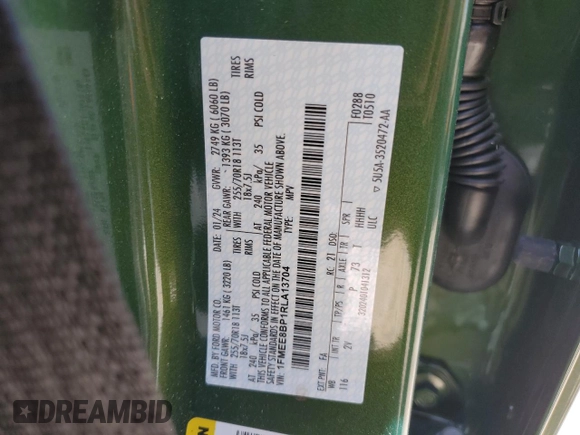 MFD. BY FORD MOTOR CO.
DATE: 01/24
GVWR: 2749 KG ( 6060 LB)
FRONT GAWR: 1461 KG ( 3220 LB)
REAR GAWR: 1393 KG ( 3070 LB)
WITH 255/70R18 113T TIRES
WITH 255/70R18 113T TIRES
18x7.5J RIMS
18x7.5J RIMS
AT 240 kPa/ 35 PSI COLD
AT 240 kPa/ 35 PSI COLD
THIS VEHICLE CONFORMS TO ALL APPLICABLE FEDERAL MOTOR VEHICLE
SAFETY STANDARDS IN EFFECT ON THE DATE OF MANUFACTURE SHOWN ABOVE.
VIN: 1FMEE8BP1RLA13704
TYPE: MPV
F0288
T0510
EXT PNT: E6
RC: 21 DSO:
WB INT TR TP/PS R AXLE TR SPR
116 2V P 73 T HHHH
ULC
5U5A-3520472-AA
DREAMBID